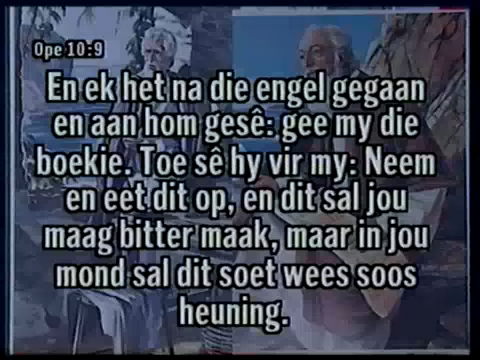 Ope 10:9
En ek het na die engel gegaan
en aan hom gesê: gee my die
boekie. Toe sê hy vir my: Neem
en eet dit op, en dit sal jou
maag bitter maak, maar in jou
mond sal dit soet wees soos
heuning.